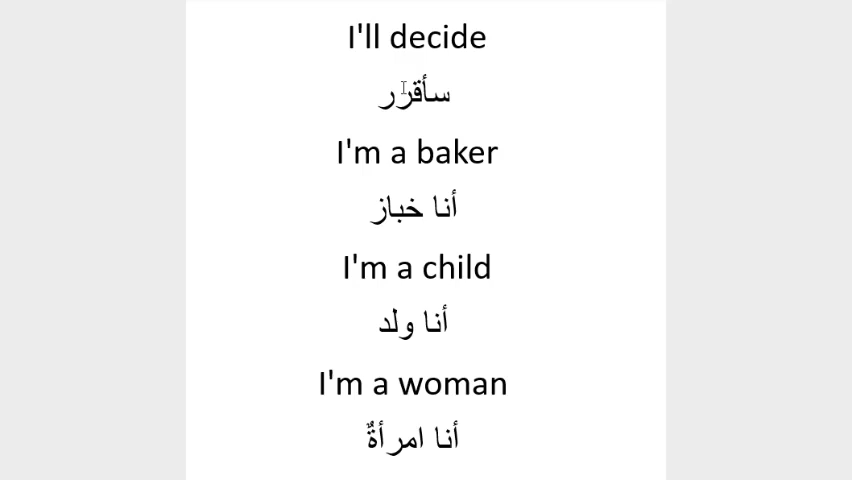 I'll decide
سأقرر
I'm a baker
أنا خباز
I'm a child
أنا ولد
I'm a woman
أنا امرأةٌ